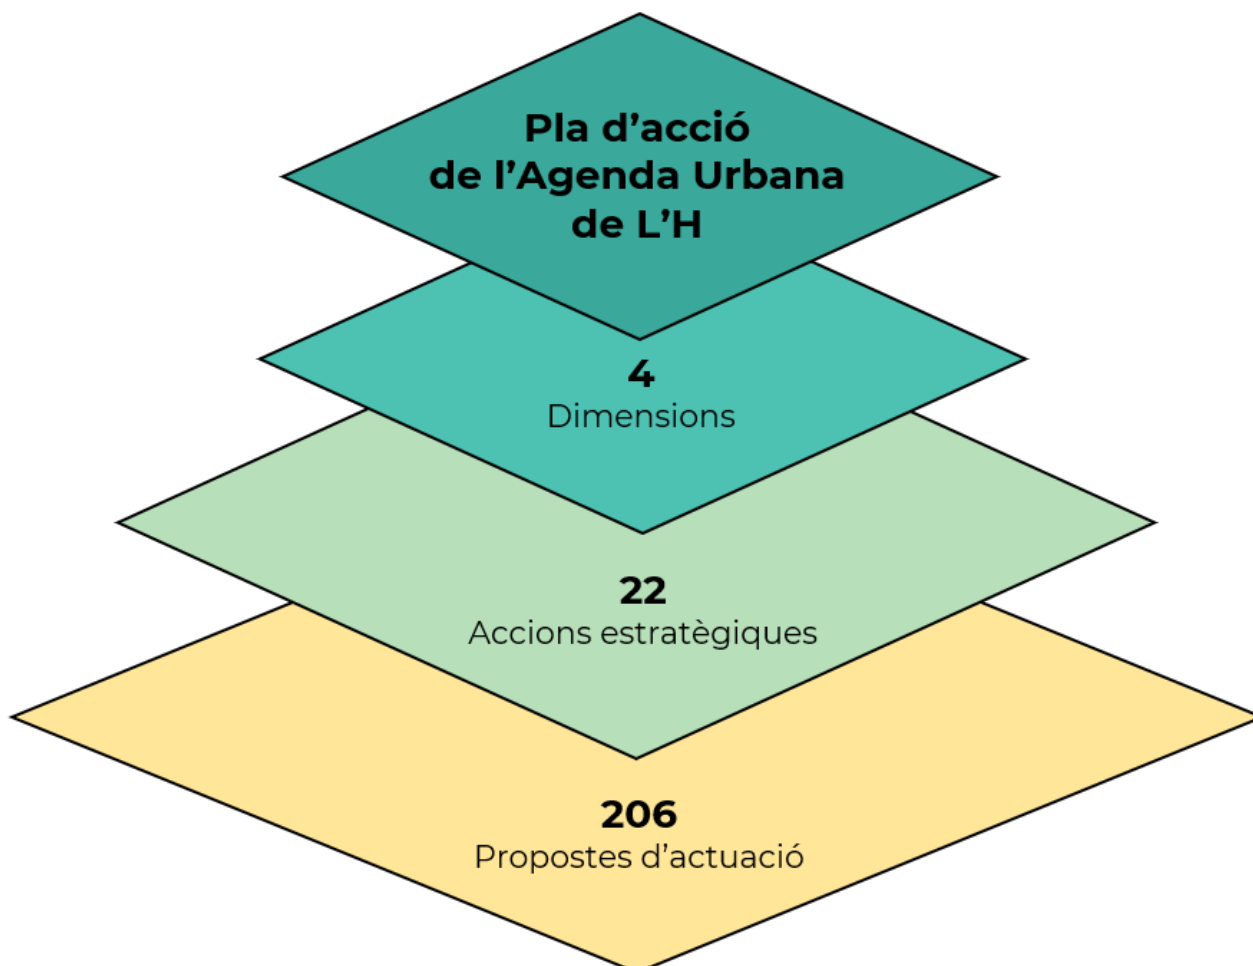 Pla d’acció
de l’Agenda Urbana
de L’H
4
Dimensions
22
Accions estratègiques
206
Propostes d’actuació